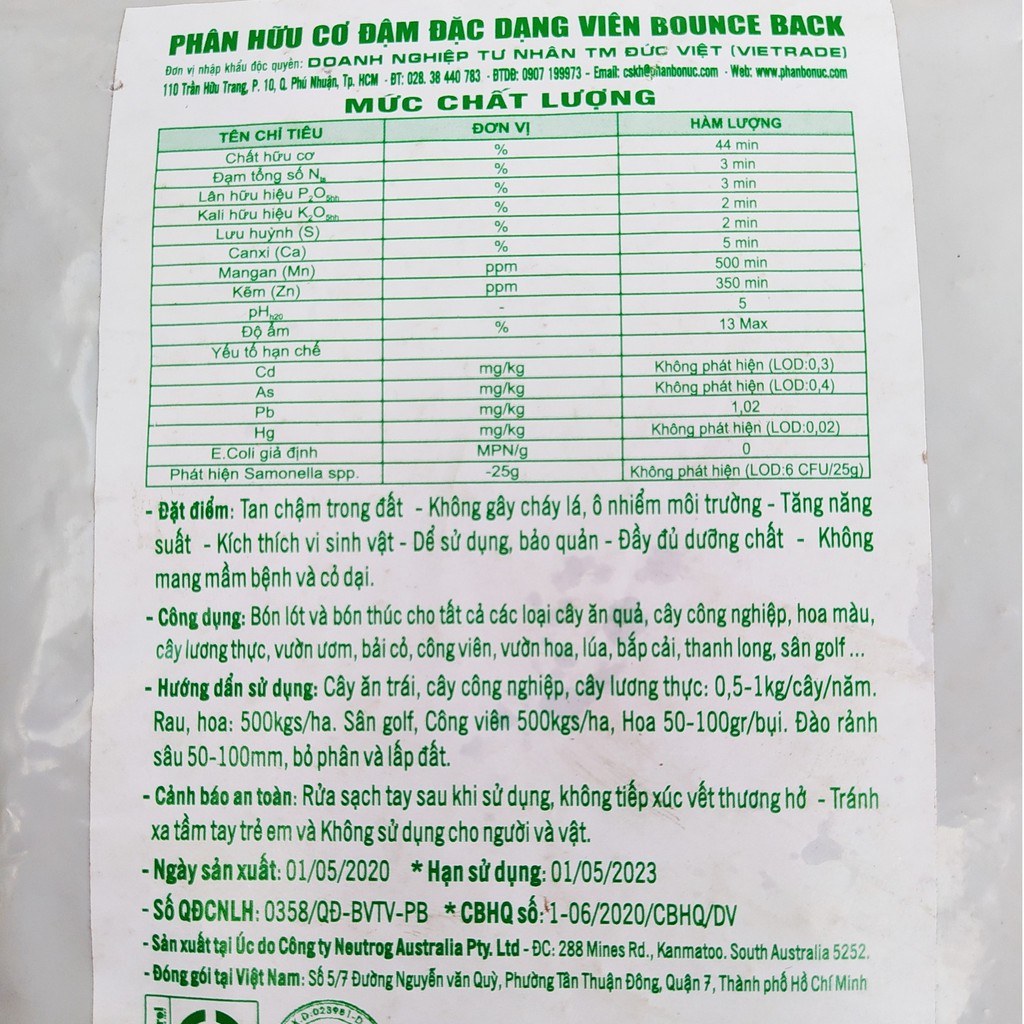 PHÂN HỮU CƠ ĐẬM ĐẶC DẠNG VIÊN BOUNCE BACK
Đơn vị nhập khẩu độc quyền: DOANH NGHIỆP TƯ NHÂN TM ĐỨC VIỆT (VIETRADE)
110 Trần Hữu Trang, P. 10, Q. Phú Nhuận, Tp. HCM - ĐT: 028. 38 440 783 - ĐTDĐ: 0907 199973 - Email: cskh@phanbonuc.com - Web: www.phanbonuc.com
MỨC CHẤT LƯỢNG
TÊN CHỈ TIÊU ĐƠN VỊ HÀM LƯỢNG
Chất hữu cơ % 44 min
Đạm tổng số Nts % 3 min
Lân hữu hiệu P2O5hh % 3 min
Kali hữu hiệu K2O5hh % 2 min
Lưu huỳnh (S) % 2 min
Canxi (Ca) % 5 min
Mangan (Mn) ppm 500 min
Kẽm (Zn) ppm 350 min
pHh20 - 5
Độ ẩm % 13 Max
Yếu tố hạn chế
Cd mg/kg Không phát hiện (LOD:0,3)
As mg/kg Không phát hiện (LOD:0,4)
Pb mg/kg 1,02
Hg mg/kg Không phát hiện (LOD:0,02)
E.Coli giả định MPN/g 0
Phát hiện Samonella spp. -25g Không phát hiện (LOD:6 CFU/25g)
- Đặt điểm: Tan chậm trong đất - Không gây cháy lá, ô nhiễm môi trường - Tăng năng
suất - Kích thích vi sinh vật - Dể sử dụng, bảo quản - Đầy đủ dưỡng chất - Không
mang mầm bệnh và cỏ dại.
- Công dụng: Bón lót và bón thúc cho tất cả các loại cây ăn quả, cây công nghiệp, hoa màu,
cây lương thực, vườn ươm, bải cỏ, công viên, vườn hoa, lúa, bắp cải, thanh long, sân golf ...
- Hướng dẩn sử dụng: Cây ăn trái, cây công nghiệp, cây lương thực: 0,5-1kg/cây/năm.
Rau, hoa: 500kgs/ha. Sân golf, Công viên 500kgs/ha, Hoa 50-100gr/bụi. Đào rảnh
sâu 50-100mm, bỏ phân và lấp đất.
- Cảnh báo an toàn: Rửa sạch tay sau khi sử dụng, không tiếp xúc vết thương hở - Tránh
xa tầm tay trẻ em và Không sử dụng cho người và vật.
- Ngày sản xuất: 01/05/2020 * Hạn sử dụng: 01/05/2023
- Số QĐCNLH: 0358/QĐ-BVTV-PB * CBHQ số: 1-06/2020/CBHQ/DV
- Sản xuất tại Úc do Công ty Neutrog Australia Pty. Ltd - ĐC: 288 Mines Rd., Kanmatoo. South Australia 5252.
- Đóng gói tại Việt Nam: Số 5/7 Đường Nguyễn văn Quỳ, Phường Tân Thuận Đông, Quận 7, Thành phố Hồ Chí Minh